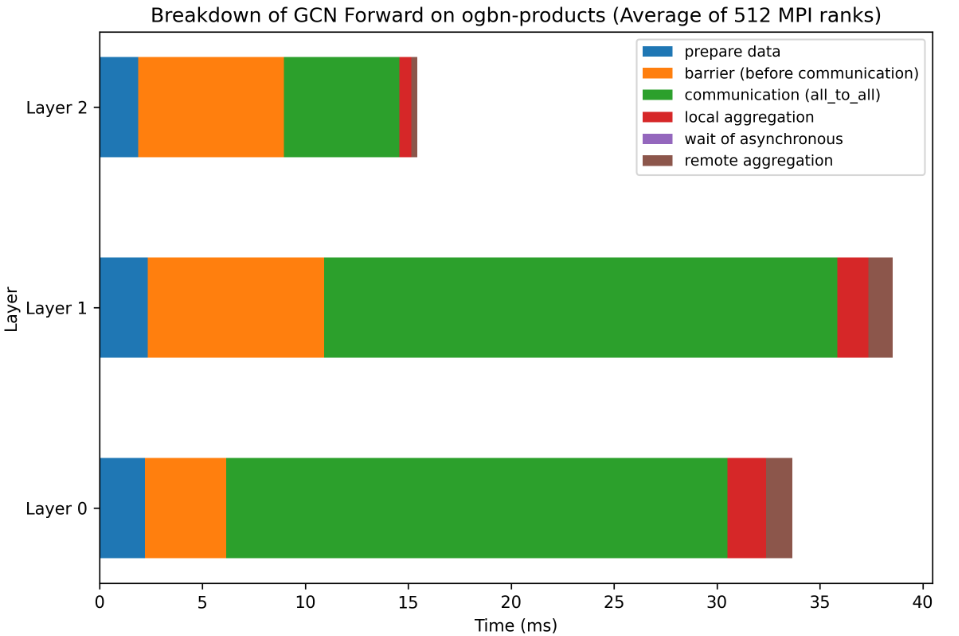 Breakdown of GCN Forward on ogbn-products (Average of 512 MPI ranks)
prepare data
barrier (before communication)
communication (all_to_all)
local aggregation
wait of asynchronous
remote aggregation
Layer 2
Layer 1
Layer 0
Layer
0 5 10 15 20 25 30 35 40
Time (ms)